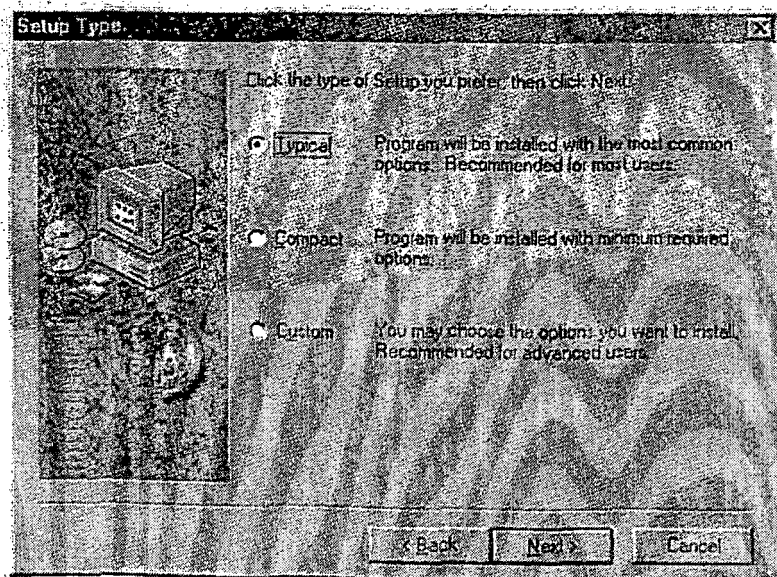 Setup Type
Click the type of Setup you prefer, then click Next.
Typical
Program will be installed with the most common
options. Recommended for most users.
Compact
Program will be installed with minimum required
options.
Custom
You may choose the options you want to install.
Recommended for advanced users.
< Back
Next >
Cancel